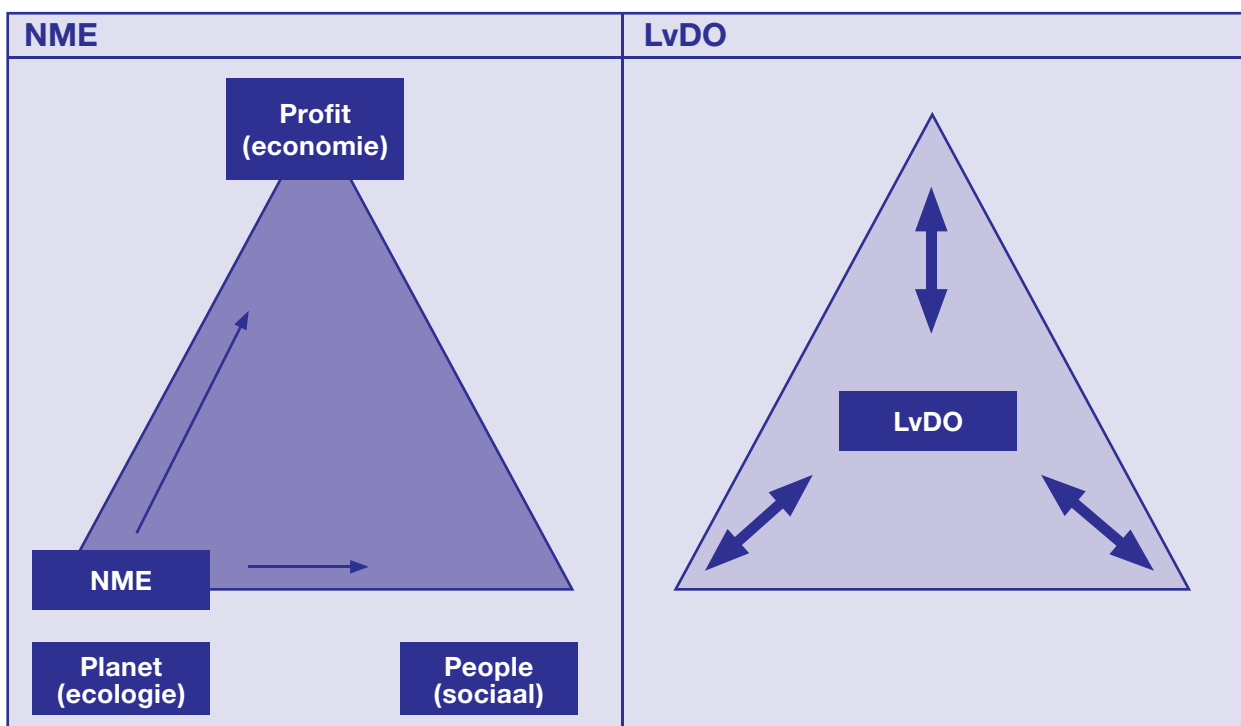 NME
LvDO
Profit
(economie)
LvDO
NME
Planet
(ecologie)
People
(sociaal)